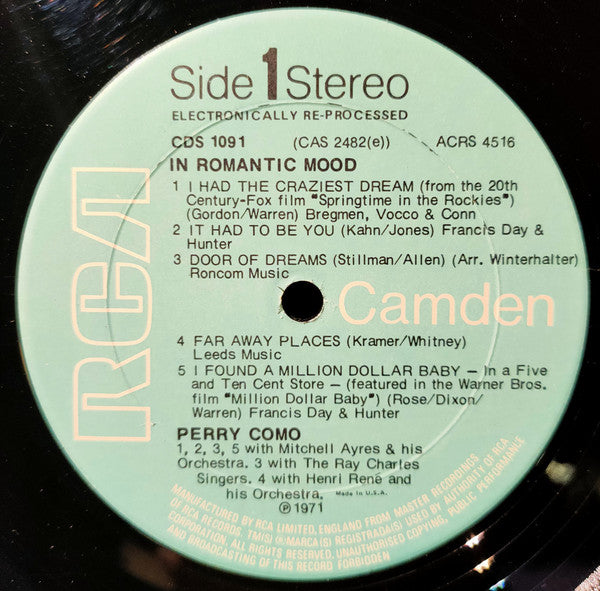 Side 1 Stereo
ELECTRONICALLY RE-PROCESSED
CDS 1091 (CAS 2482(e)) ACRS 4516
IN ROMANTIC MOOD
1 I HAD THE CRAZIEST DREAM (from the 20th
Century-Fox film "Springtime in the Rockies")
(Gordon/Warren) Bregmen, Vocco & Conn
2 IT HAD TO BE YOU (Kahn/Jones) Francis Day &
Hunter
3 DOOR OF DREAMS (Stillman/Allen) (Arr. Winterhalter)
Roncom Music
RCA
Camden
4 FAR AWAY PLACES (Kramer/Whitney)
Leeds Music
5 I FOUND A MILLION DOLLAR BABY – In a Five
and Ten Cent Store – (featured in the Warner Bros.
film "Million Dollar Baby") (Rose/Dixon/
Warren) Francis Day & Hunter
PERRY COMO
1, 2, 3, 5 with Mitchell Ayres & his
Orchestra. 3 with The Ray Charles
Singers. 4 with Henri René and
his Orchestra. Made in U.S.A.
℗ 1971
MANUFACTURED BY RCA LIMITED, ENGLAND FROM MASTER RECORDINGS
OF RCA RECORDS. TM(S) ® MARCA(S) REGISTRADA(S) USED BY AUTHORITY OF RCA
CORPORATION. ALL RIGHTS RESERVED. UNAUTHORISED COPYING, PUBLIC PERFORMANCE
AND BROADCASTING OF THIS RECORD FORBIDDEN